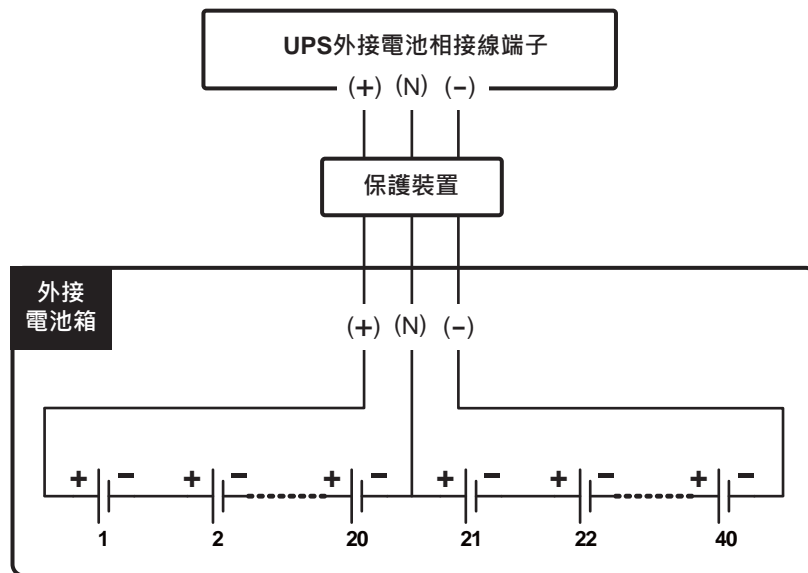 UPS外接電池相接線端子
(+) (N) (−)
保護裝置
外接
電池箱
(+) (N) (−)
+ − + − + − + − + − + −
1 2 20 21 22 40